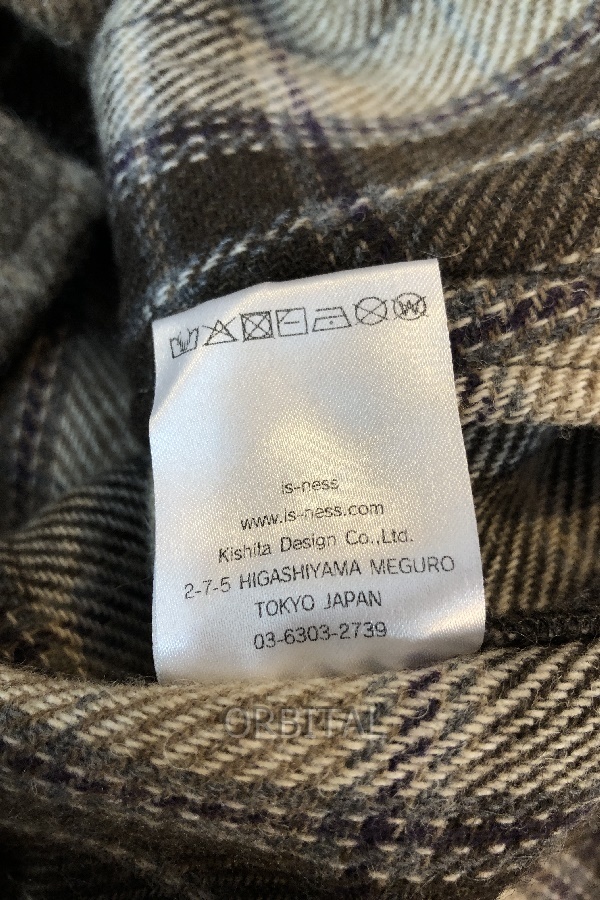 is-ness
www.is-ness.com
Kishita Design Co.,Ltd.
2-7-5 HIGASHIYAMA MEGURO
TOKYO JAPAN
03-6303-2739
ORBITAL